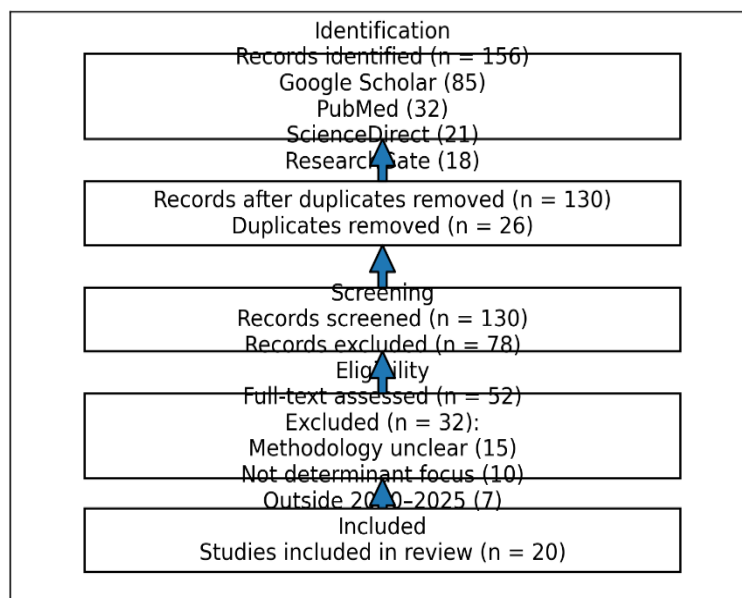 Identification
Records identified (n = 156)
Google Scholar (85)
PubMed (32)
ScienceDirect (21)
ResearchGate (18)
Records after duplicates removed (n = 130)
Duplicates removed (n = 26)
Screening
Records screened (n = 130)
Records excluded (n = 78)
Eligibility
Full-text assessed (n = 52)
Excluded (n = 32):
Methodology unclear (15)
Not determinant focus (10)
Outside –2025 (7)
Included
Studies included in review (n = 20)